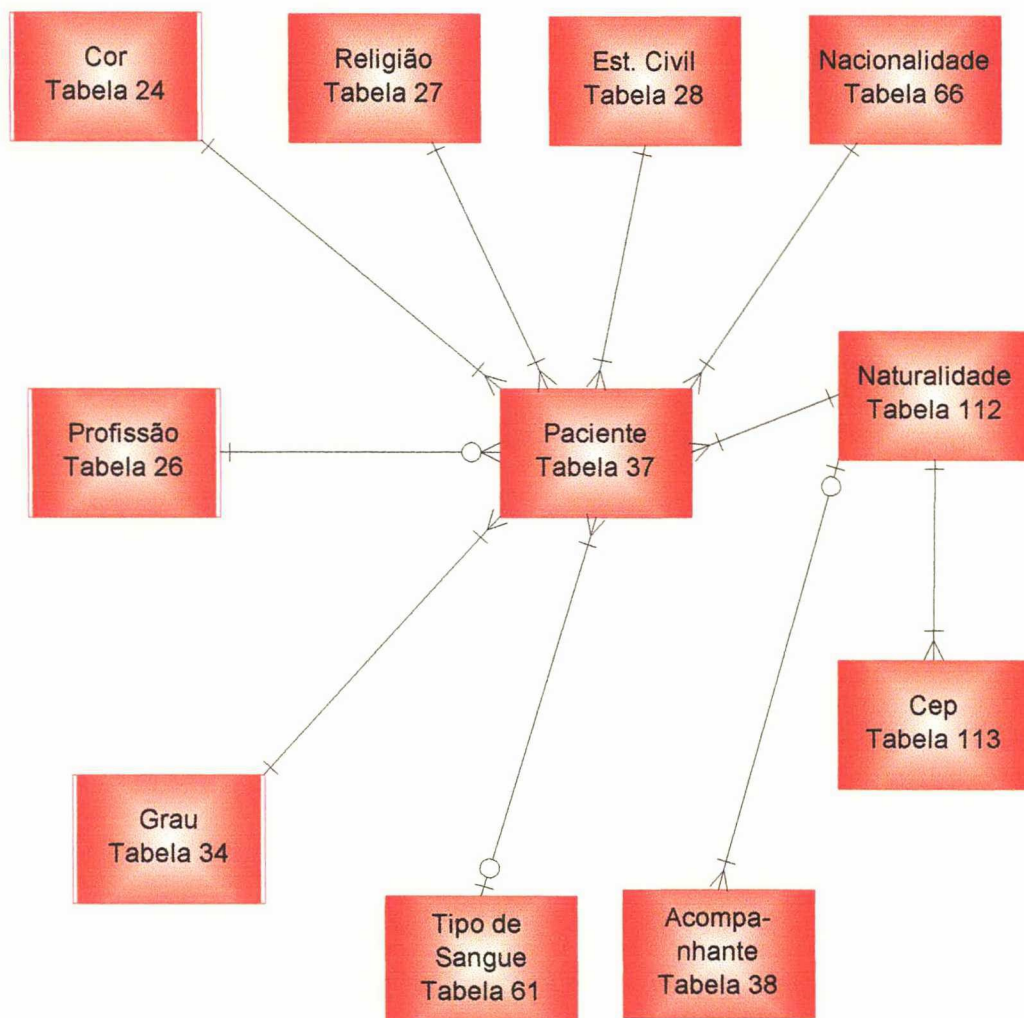 Cor
Tabela 24
Religião
Tabela 27
Est. Civil
Tabela 28
Nacionalidade
Tabela 66
Profissão
Tabela 26
Paciente
Tabela 37
Naturalidade
Tabela 112
Cep
Tabela 113
Grau
Tabela 34
Tipo de
Sangue
Tabela 61
Acompa-
nhante
Tabela 38